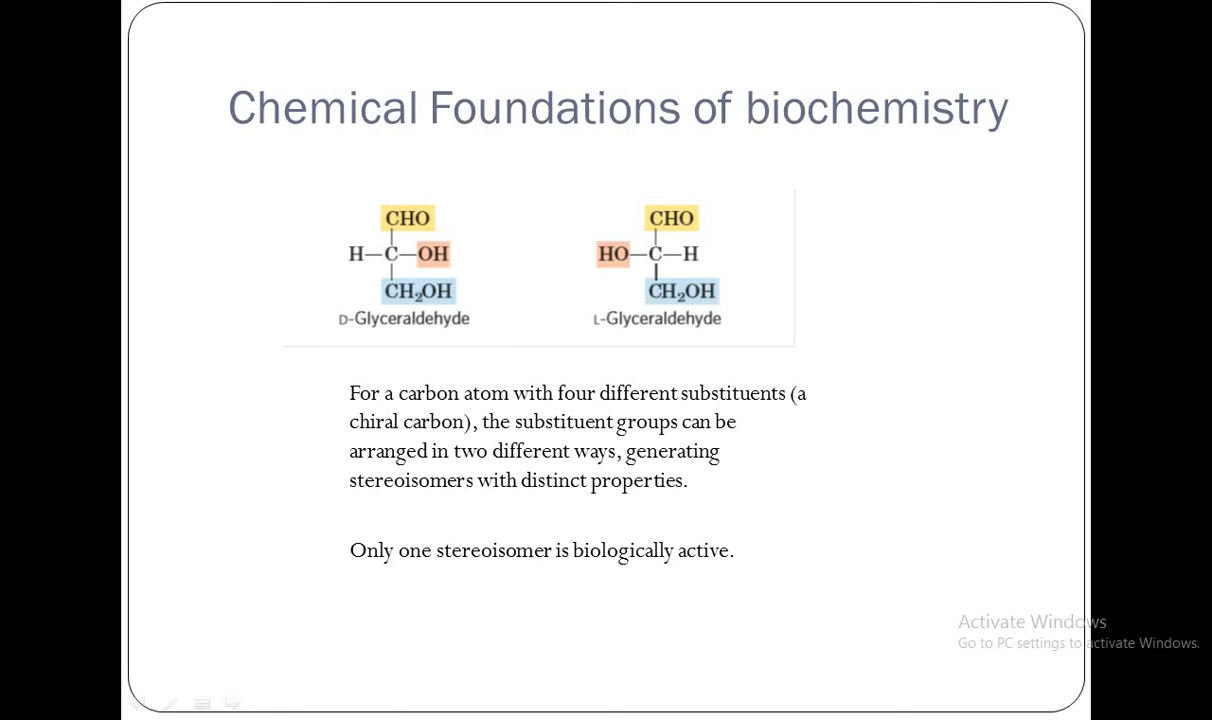 Chemical Foundations of biochemistry
CHO
H–C–OH
CH₂OH
D-Glyceraldehyde
CHO
HO–C–H
CH₂OH
L-Glyceraldehyde
For a carbon atom with four different substituents (a
chiral carbon), the substituent groups can be
arranged in two different ways, generating
stereoisomers with distinct properties.
Only one stereoisomer is biologically active.
Activate Windows
Go to PC settings to activate Windows.